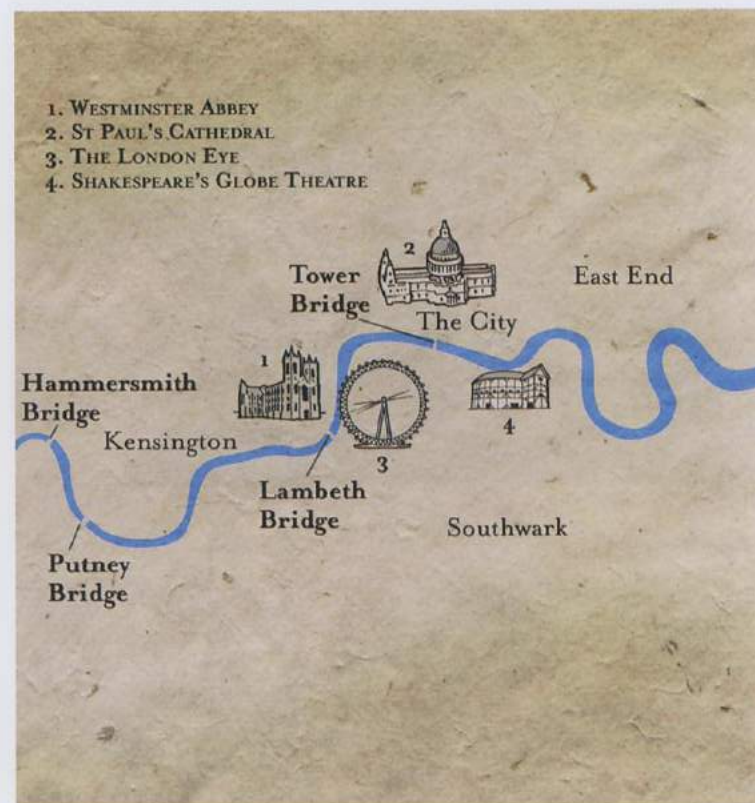 1. WESTMINSTER ABBEY
2. ST PAUL'S CATHEDRAL
3. THE LONDON EYE
4. SHAKESPEARE'S GLOBE THEATRE
2
Tower
Bridge
East End
The City
1
Hammersmith
Bridge
Kensington
4
3
Lambeth
Bridge
Southwark
Putney
Bridge